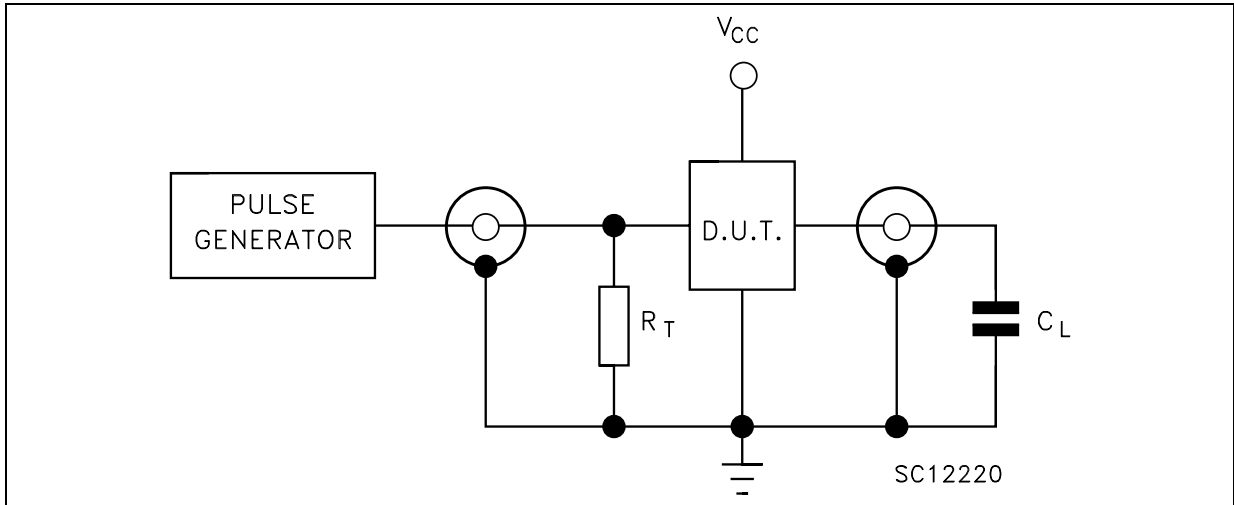 VCC
PULSE
GENERATOR
D.U.T.
RT
CL
SC12220